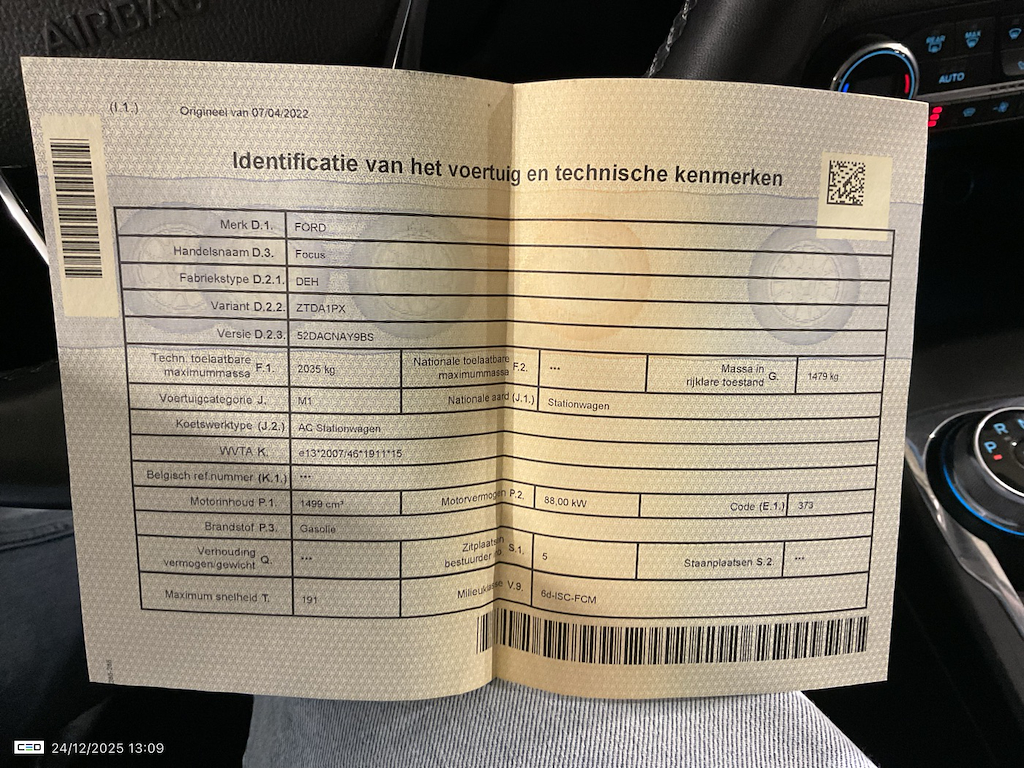 AIRBAG
REAR
MAX
AUTO
(I.1.) Origineel van 07/04/2022
Identificatie van het voertuig en technische kenmerken
Merk D.1. FORD
Handelsnaam D.3. Focus
Fabriekstype D.2.1. DEH
Variant D.2.2. ZTDA1PX
Versie D.2.3. 52DACNAY9BS
Techn. toelaatbare maximummassa F.1. 2035 kg Nationale toelaatbare maximummassa F.2. *** Massa in rijklare toestand G. 1479 kg
Voertuigcategorie J. M1 Nationale aard (J.1.) Stationwagen
Koetswerktype (J.2.) AC Stationwagen
WVTA K. e13*2007/46*1911*15
Belgisch ref.nummer (K.1.) ***
Motorinhoud P.1. 1499 cm³ Motorvermogen P.2. 88,00 kW Code (E.1.) 373
Brandstof P.3. Gasolie
Verhouding vermogen/gewicht Q. *** Zitplaatsen bestuurder S.1. 5 Staanplaatsen S.2. ***
Maximum snelheid T. 191 Milieuklasse V.9. 6d-ISC-FCM
R
N
P
CEO 24/12/2025 13:09